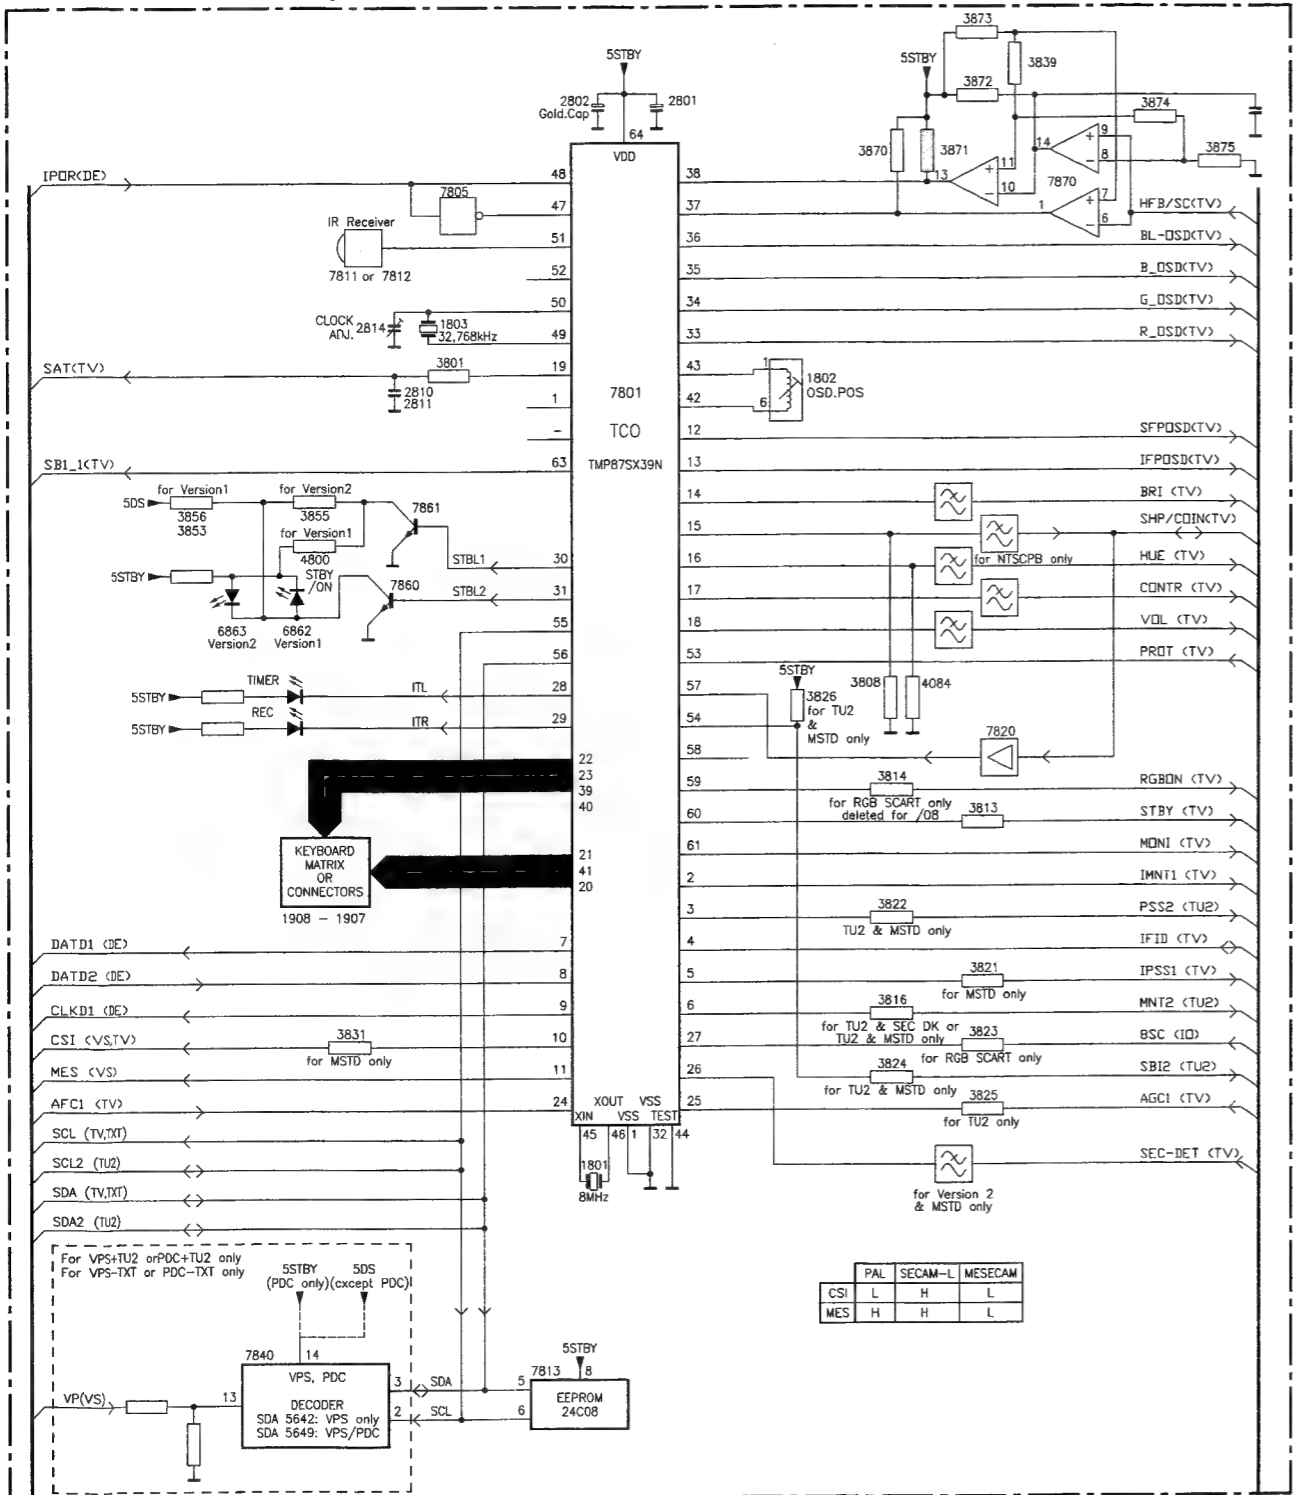 3873
5STBY
5STBY
3839
2802
Gold.Cap
2801
3872
3874
64
VDD
3870
3871
14
9
8
3875
IPOR(DE)
48
38
13
11
10
7870
7805
47
37
1
7
6
HFB/SC(TV)
IR Receiver
51
36
BL-OSD(TV)
7811 or 7812
52
35
B_OSD(TV)
50
34
G_OSD(TV)
CLOCK
ADJ.
2814
1803
32,768kHz
49
33
R_OSD(TV)
SAT(TV)
3801
19
43
1
1802
OSD.POS
2810
2811
7801
1
42
6
TCO
-
12
SFPOSD(TV)
SB1_1(TV)
63
TMP87SX39N
13
IFPOSD(TV)
5DS
for Version1
3856
3853
for Version2
3855
7861
14
BRI (TV)
for Version1
4800
15
SHP/COIN(TV)
STBL1
30
16
for NTSCPB only
HUE (TV)
5STBY
STBY
/ON
7860
STBL2
31
17
CONTR (TV)
6863
Version2
6862
Version1
55
18
VOL (TV)
56
53
PROT (TV)
5STBY
TIMER
5STBY
ITL
28
57
3826
for TU2
&
MSTD only
3808
4084
REC
5STBY
ITR
29
54
7820
22
23
39
40
58
59
3814
for RGB SCART only
deleted for /08
RGBON (TV)
60
3813
STBY (TV)
KEYBOARD
MATRIX
OR
CONNECTORS
21
41
20
61
MONI (TV)
2
IMNT1 (TV)
1908 – 1907
3
3822
TU2 & MSTD only
PSS2 (TU2)
DATD1 (DE)
7
4
IFID (TV)
DATD2 (DE)
8
5
3821
for MSTD only
IPSS1 (TV)
CLKD1 (DE)
9
6
3816
for TU2 & SEC DK or
TU2 & MSTD only
MNT2 (TU2)
CSI (VS,TV)
3831
for MSTD only
10
27
3823
for RGB SCART only
BSC (IO)
MES (VS)
11
26
3824
for TU2 & MSTD only
SBI2 (TU2)
AFC1 (TV)
24
XOUT VSS
XIN VSS TEST
25
3825
for TU2 only
AGC1 (TV)
SCL (TV,TXT)
45 46 1 32 44
SCL2 (TU2)
1801
8MHz
SEC-DET (TV)
SDA (TV,TXT)
for Version 2
& MSTD only
SDA2 (TU2)
For VPS+TU2 orPDC+TU2 only
For VPS-TXT or PDC-TXT only
5STBY
(PDC only)
5DS
(except PDC)
PAL SECAM-L MESECAM
CSI L H L
MES H H L
7840
14
5STBY
7813
8
VPS, PDC
3
SDA
5
VP(VS)
13
DECODER
SDA 5642: VPS only
SDA 5649: VPS/PDC
2
SCL
6
EEPROM
24C08